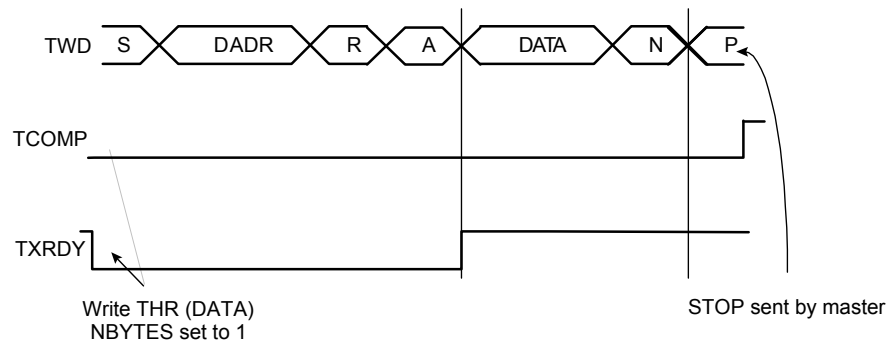 TWD S DADR R A DATA N P
TCOMP
TXRDY
Write THR (DATA)
NBYTES set to 1
STOP sent by master